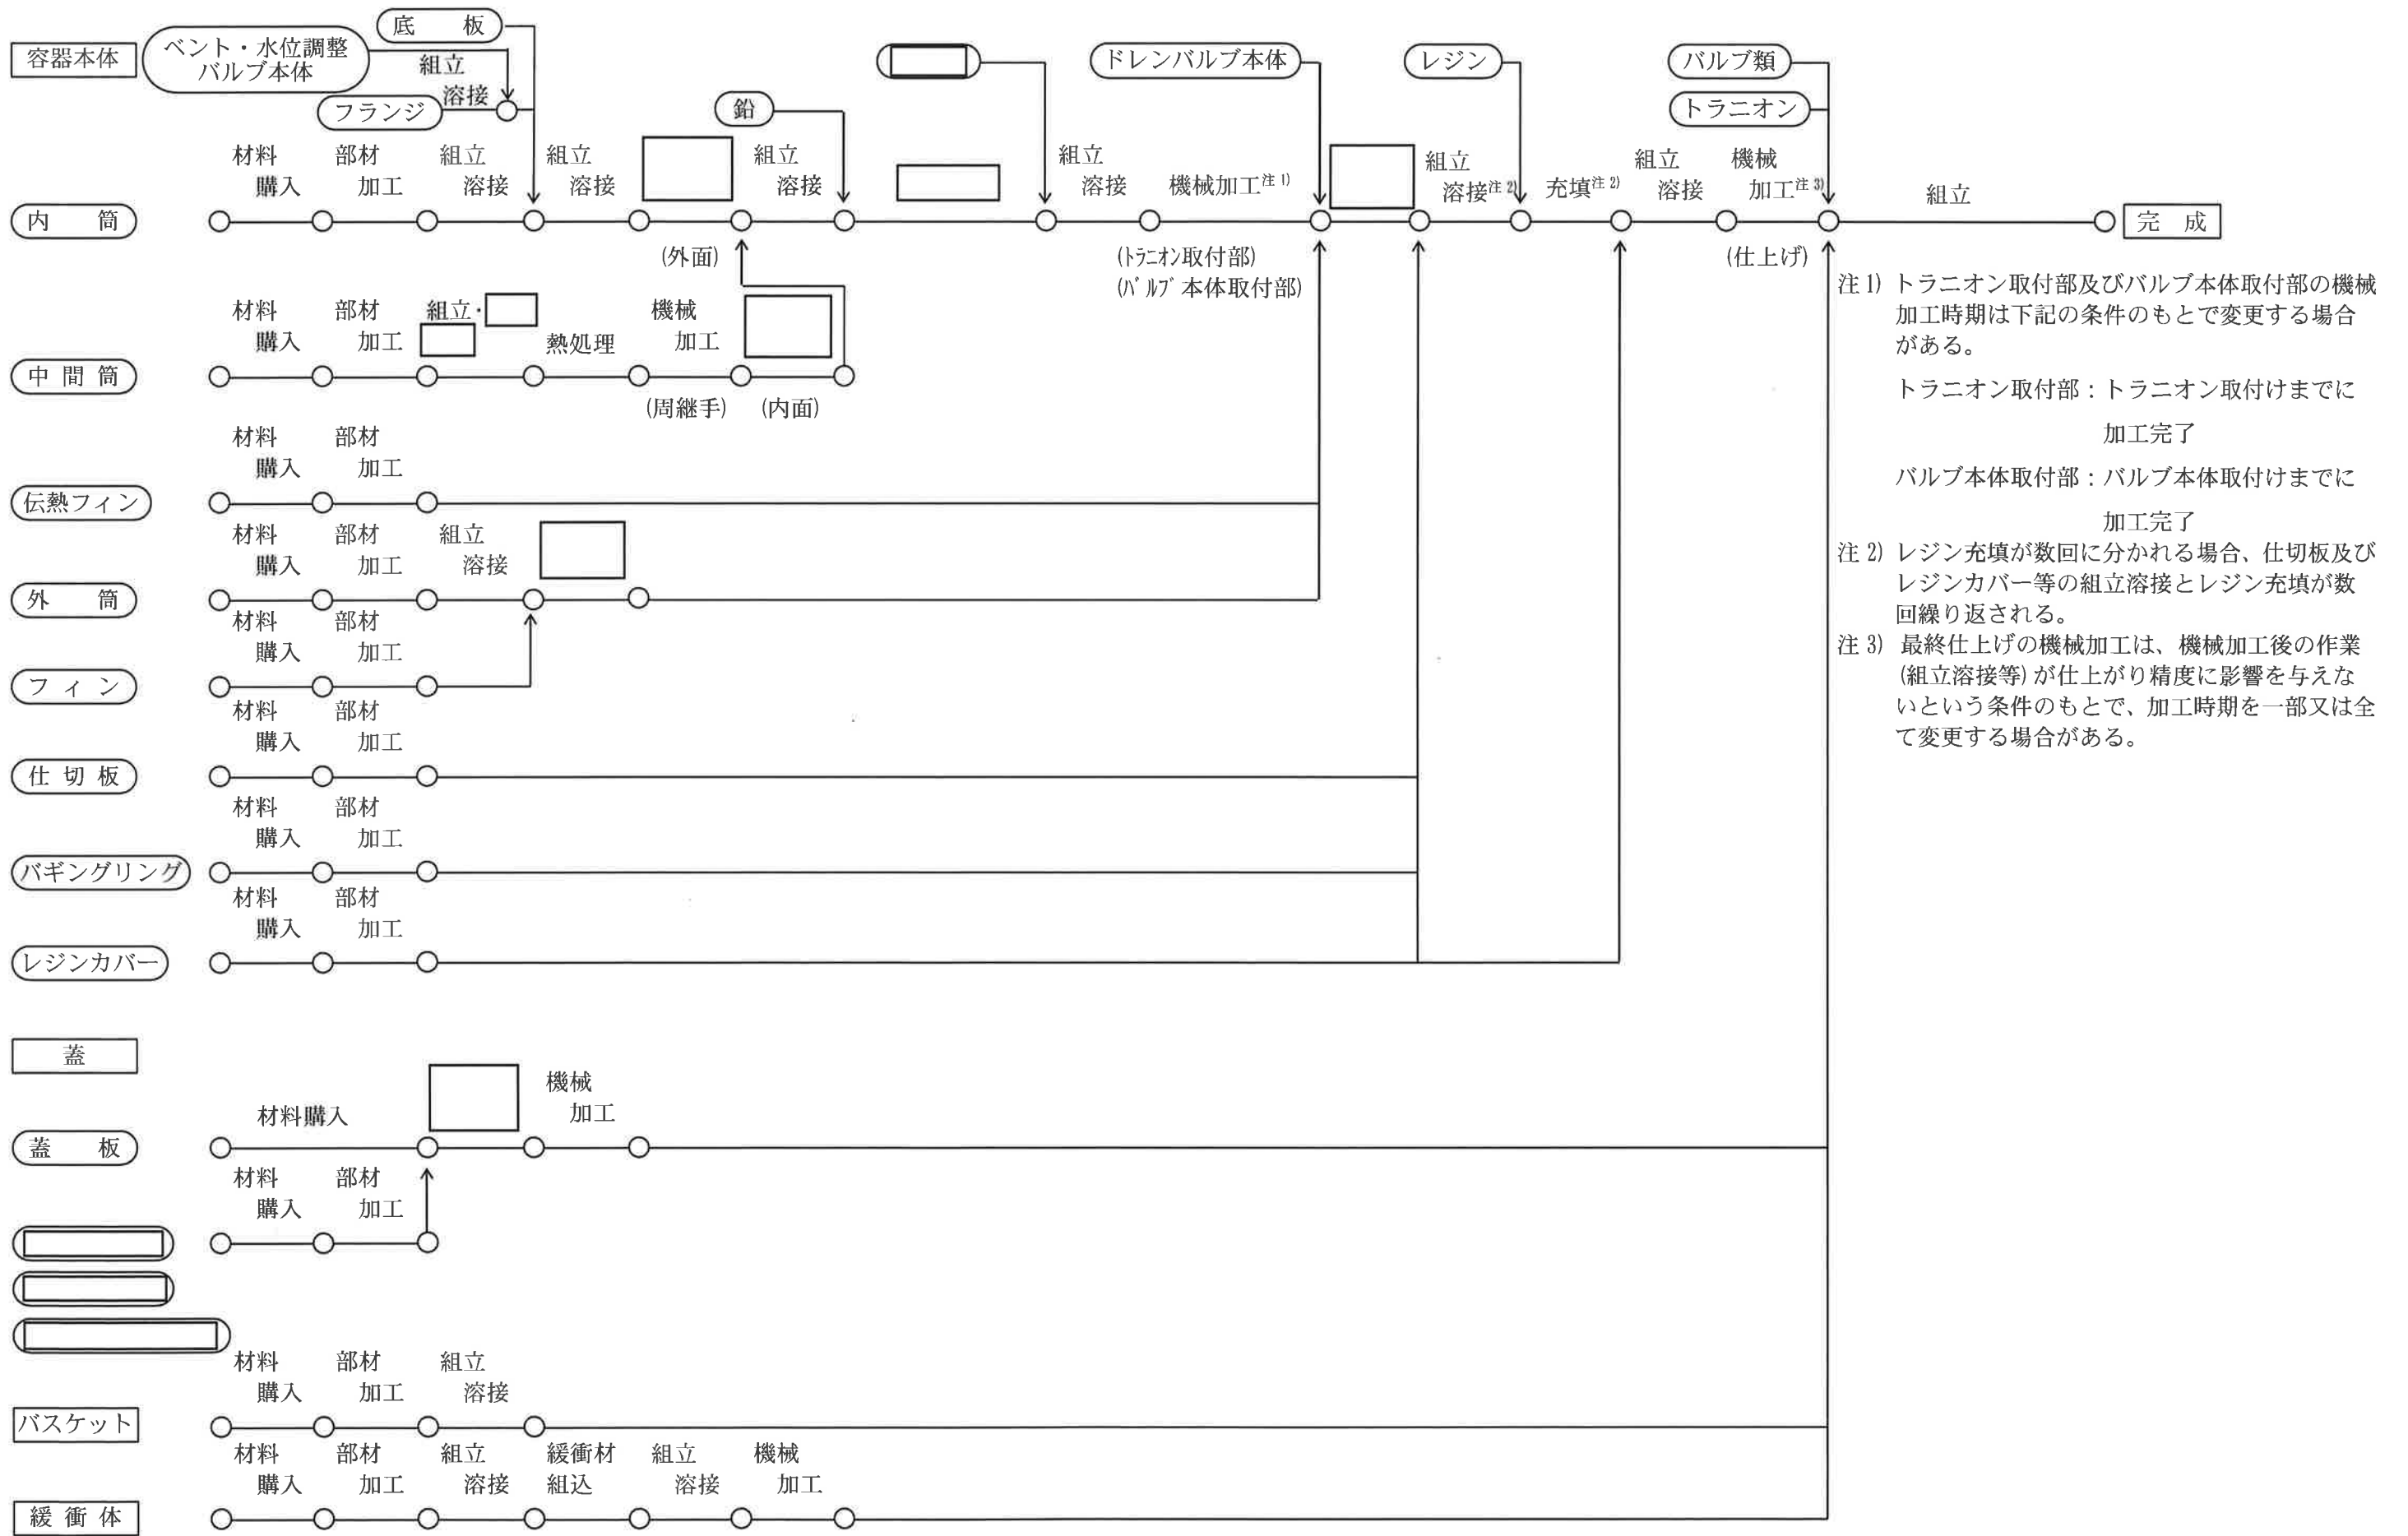 容器本体
ベント・水位調整
バルブ本体
底 板
組立
溶接
フランジ
鉛
ドレンバルブ本体
レジン
バルブ類
トラニオン
内 筒
材料
購入
部材
加工
組立
溶接
組立
溶接
(外面)
組立
溶接
組立
溶接
機械加工注1)
(トラニオン取付部)
(バルブ本体取付部)
組立
溶接注2)
充填注2)
組立
溶接
機械
加工注3)
(仕上げ)
組立
完 成
中 間 筒
材料
購入
部材
加工
組立・
熱処理
機械
加工
(周継手)
(内面)
伝熱フィン
材料
購入
部材
加工
外 筒
材料
購入
部材
加工
組立
溶接
フ ィ ン
材料
購入
部材
加工
仕 切 板
材料
購入
部材
加工
バギングリング
材料
購入
部材
加工
レジンカバー
材料
購入
部材
加工
蓋
蓋 板
材料購入
機械
加工
材料
購入
部材
加工
バスケット
材料
購入
部材
加工
組立
溶接
緩 衝 体
材料
購入
部材
加工
組立
溶接
緩衝材
組込
組立
溶接
機械
加工
注1) トラニオン取付部及びバルブ本体取付部の機械
加工時期は下記の条件のもとで変更する場合
がある。
トラニオン取付部：トラニオン取付けまでに
加工完了
バルブ本体取付部：バルブ本体取付けまでに
加工完了
注2) レジン充填が数回に分かれる場合、仕切板及び
レジンカバー等の組立溶接とレジン充填が数
回繰り返される。
注3) 最終仕上げの機械加工は、機械加工後の作業
(組立溶接等)が仕上がり精度に影響を与えな
いという条件のもとで、加工時期を一部又は全
て変更する場合がある。